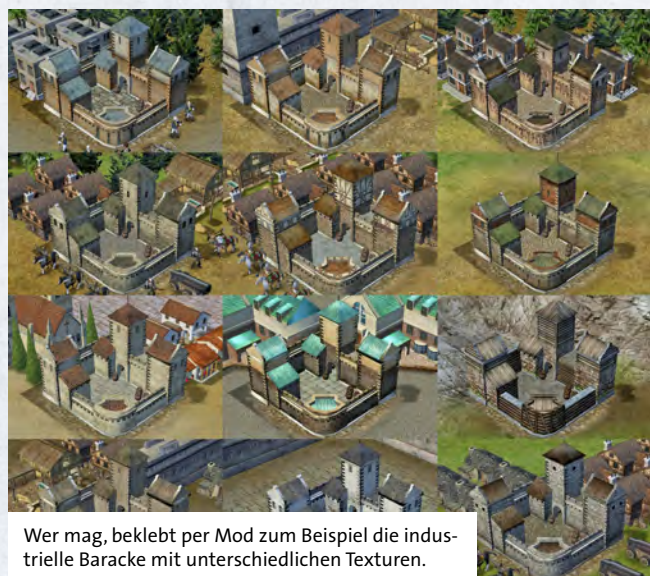 Wer mag, beklebt per Mod zum Beispiel die indus-
trielle Baracke mit unterschiedlichen Texturen.